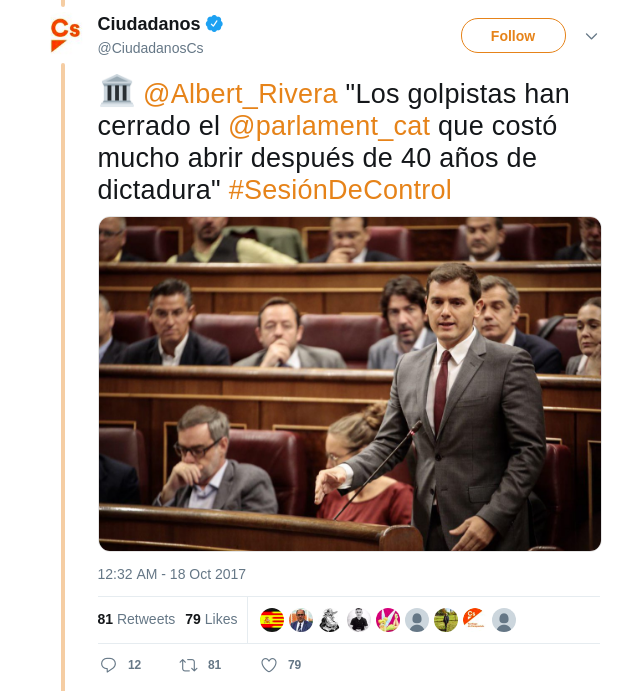 Cs
Ciudadanos
@CiudadanosCs
Follow
🏛 @Albert_Rivera "Los golpistas han
cerrado el @parlament_cat que costó
mucho abrir después de 40 años de
dictadura" #SesiónDeControl
12:32 AM - 18 Oct 2017
81 Retweets 79 Likes
Cs
12 81 79